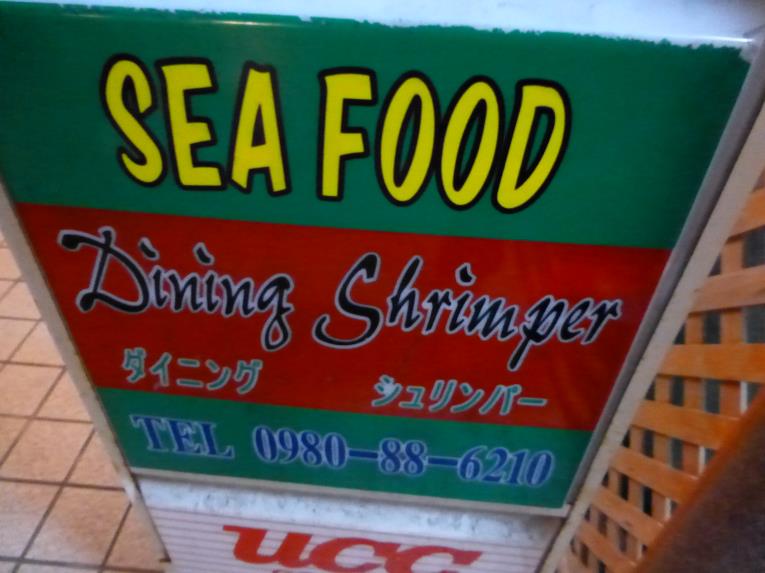 SEA FOOD
Dining Shrimper
ダイニング シュリンパー
TEL 0980-88-6210
UCC